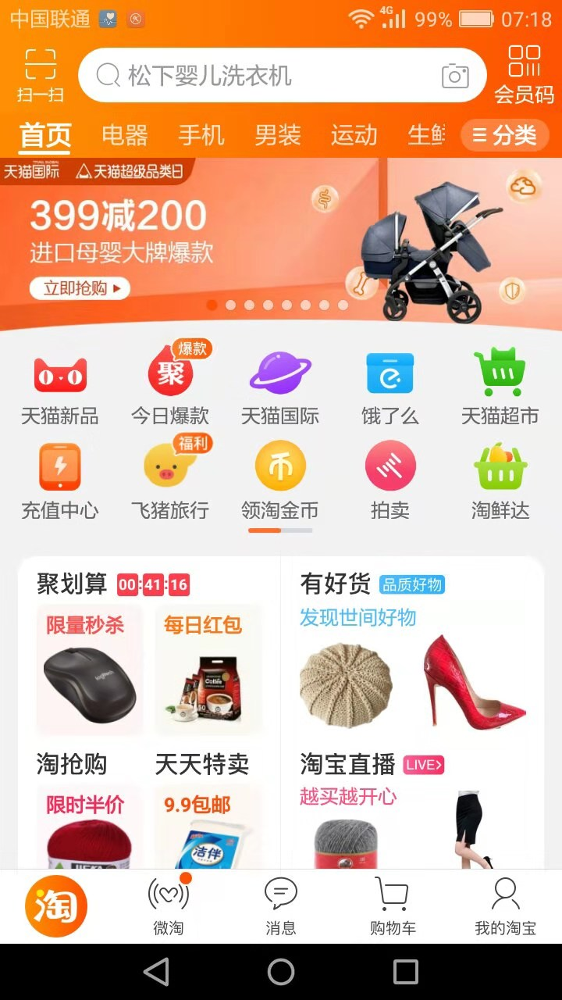 中国联通 4G 99% 07:18
扫一扫 松下婴儿洗衣机 会员码
首页 电器 手机 男装 运动 生鲜 分类
天猫国际 天猫超级品类日
399减200
进口母婴大牌爆款
立即抢购
爆款
聚
天猫新品 今日爆款 天猫国际 饿了么 天猫超市
福利
币
充值中心 飞猪旅行 领淘金币 拍卖 淘鲜达
聚划算 00:41:16 有好货 品质好物
发现世间好物
限量秒杀 每日红包
logitech
Coffee
淘抢购 天天特卖 淘宝直播 LIVE
越买越开心
限时半价 9.9包邮
洁伴
淘 微淘 消息 购物车 我的淘宝